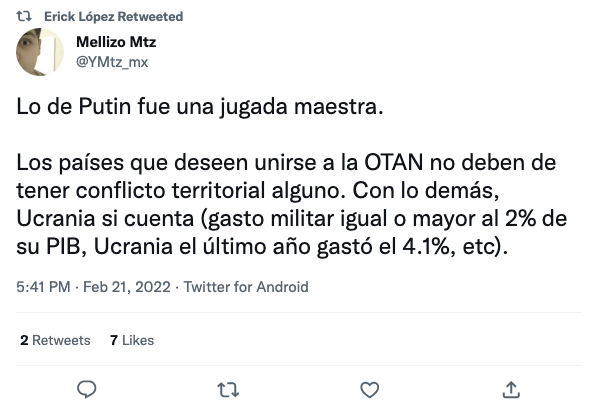 Erick López Retweeted
Mellizo Mtz
@YMtz_mx
Lo de Putin fue una jugada maestra.
Los países que deseen unirse a la OTAN no deben de
tener conflicto territorial alguno. Con lo demás,
Ucrania si cuenta (gasto militar igual o mayor al 2% de
su PIB, Ucrania el último año gastó el 4.1%, etc).
5:41 PM · Feb 21, 2022 · Twitter for Android
2 Retweets 7 Likes